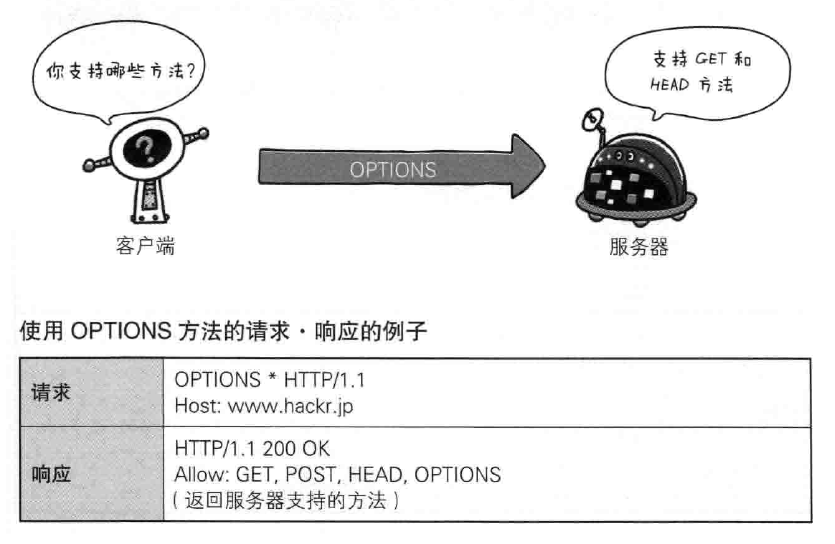 你支持哪些方法?
支持 GET 和
HEAD 方法
OPTIONS
客户端
服务器
使用 OPTIONS 方法的请求·响应的例子
请求
OPTIONS * HTTP/1.1
Host: www.hackr.jp
响应
HTTP/1.1 200 OK
Allow: GET, POST, HEAD, OPTIONS
(返回服务器支持的方法)